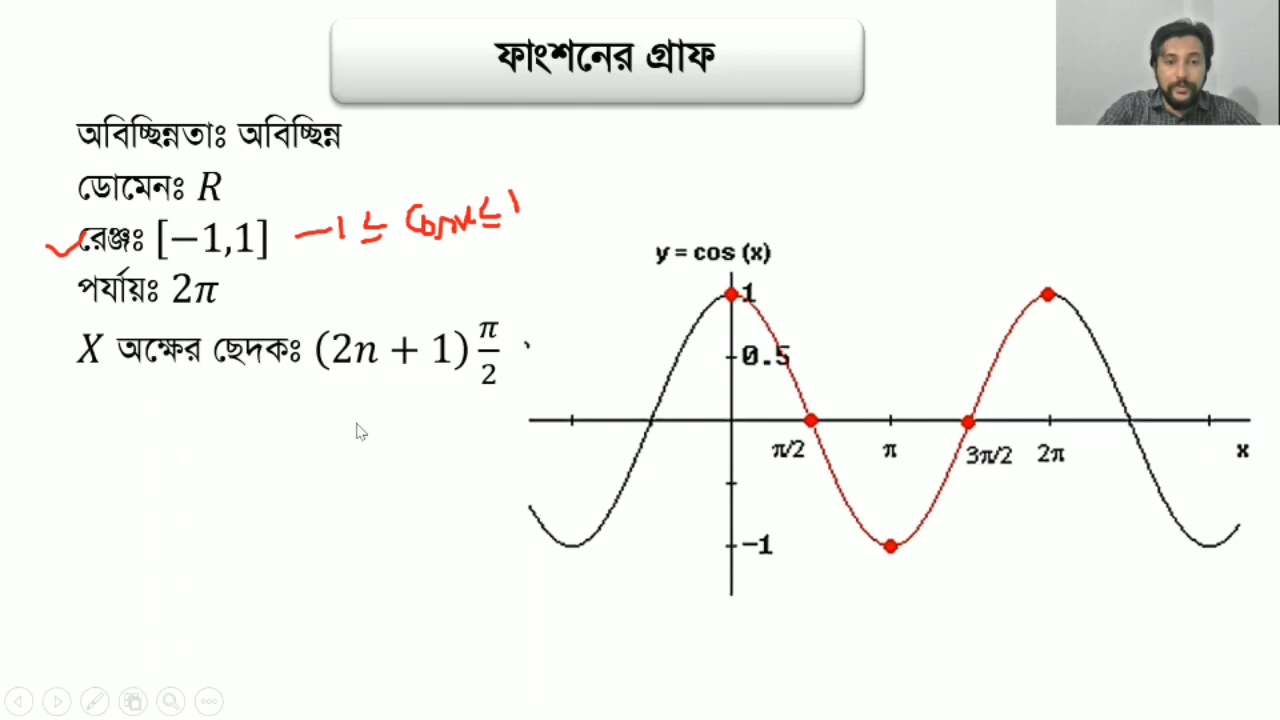 ফাংশনের গ্রাফ
অবিচ্ছিন্নতাঃ অবিচ্ছিন্ন
ডোমেনঃ R
রেঞ্জঃ [−1,1] −1 ≤ cosx ≤ 1
পর্যায়ঃ 2π
X অক্ষের ছেদকঃ (2n + 1) π/2
y = cos (x)
1
0.5
π/2 π 3π/2 2π x
−1